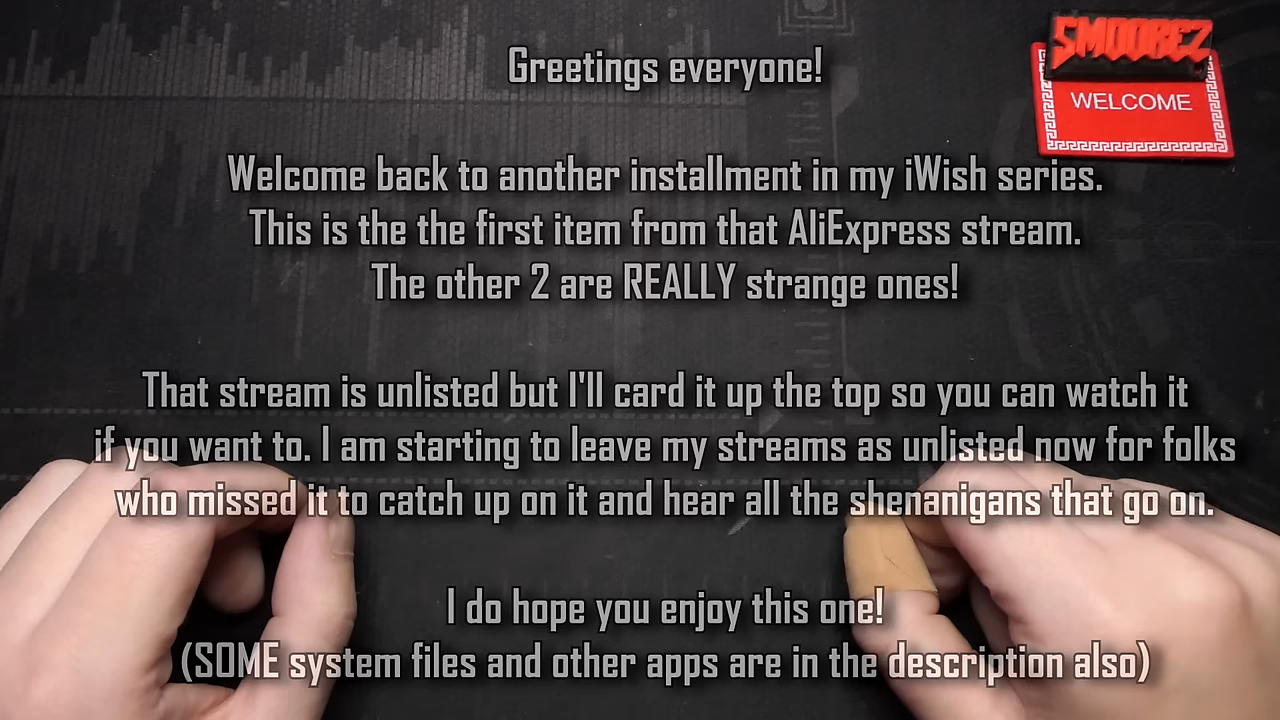 SMOOREZ
WELCOME
Greetings everyone!
Welcome back to another installment in my iWish series.
This is the the first item from that AliExpress stream.
The other 2 are REALLY strange ones!
That stream is unlisted but I'll card it up the top so you can watch it
if you want to. I am starting to leave my streams as unlisted now for folks
who missed it to catch up on it and hear all the shenanigans that go on.
I do hope you enjoy this one!
(SOME system files and other apps are in the description also)